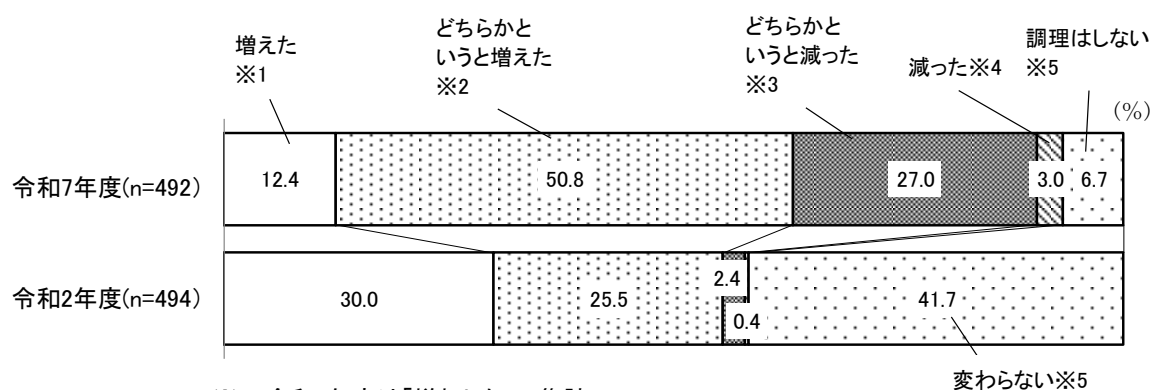 増えた
※1
どちらかと
いうと増えた
※2
どちらかと
いうと減った
※3
減った※4
調理はしない
※5
(%)
令和7年度(n=492)
12.4
50.8
27.0
3.0
6.7
令和2年度(n=494)
30.0
25.5
2.4
0.4
41.7
変わらない※5